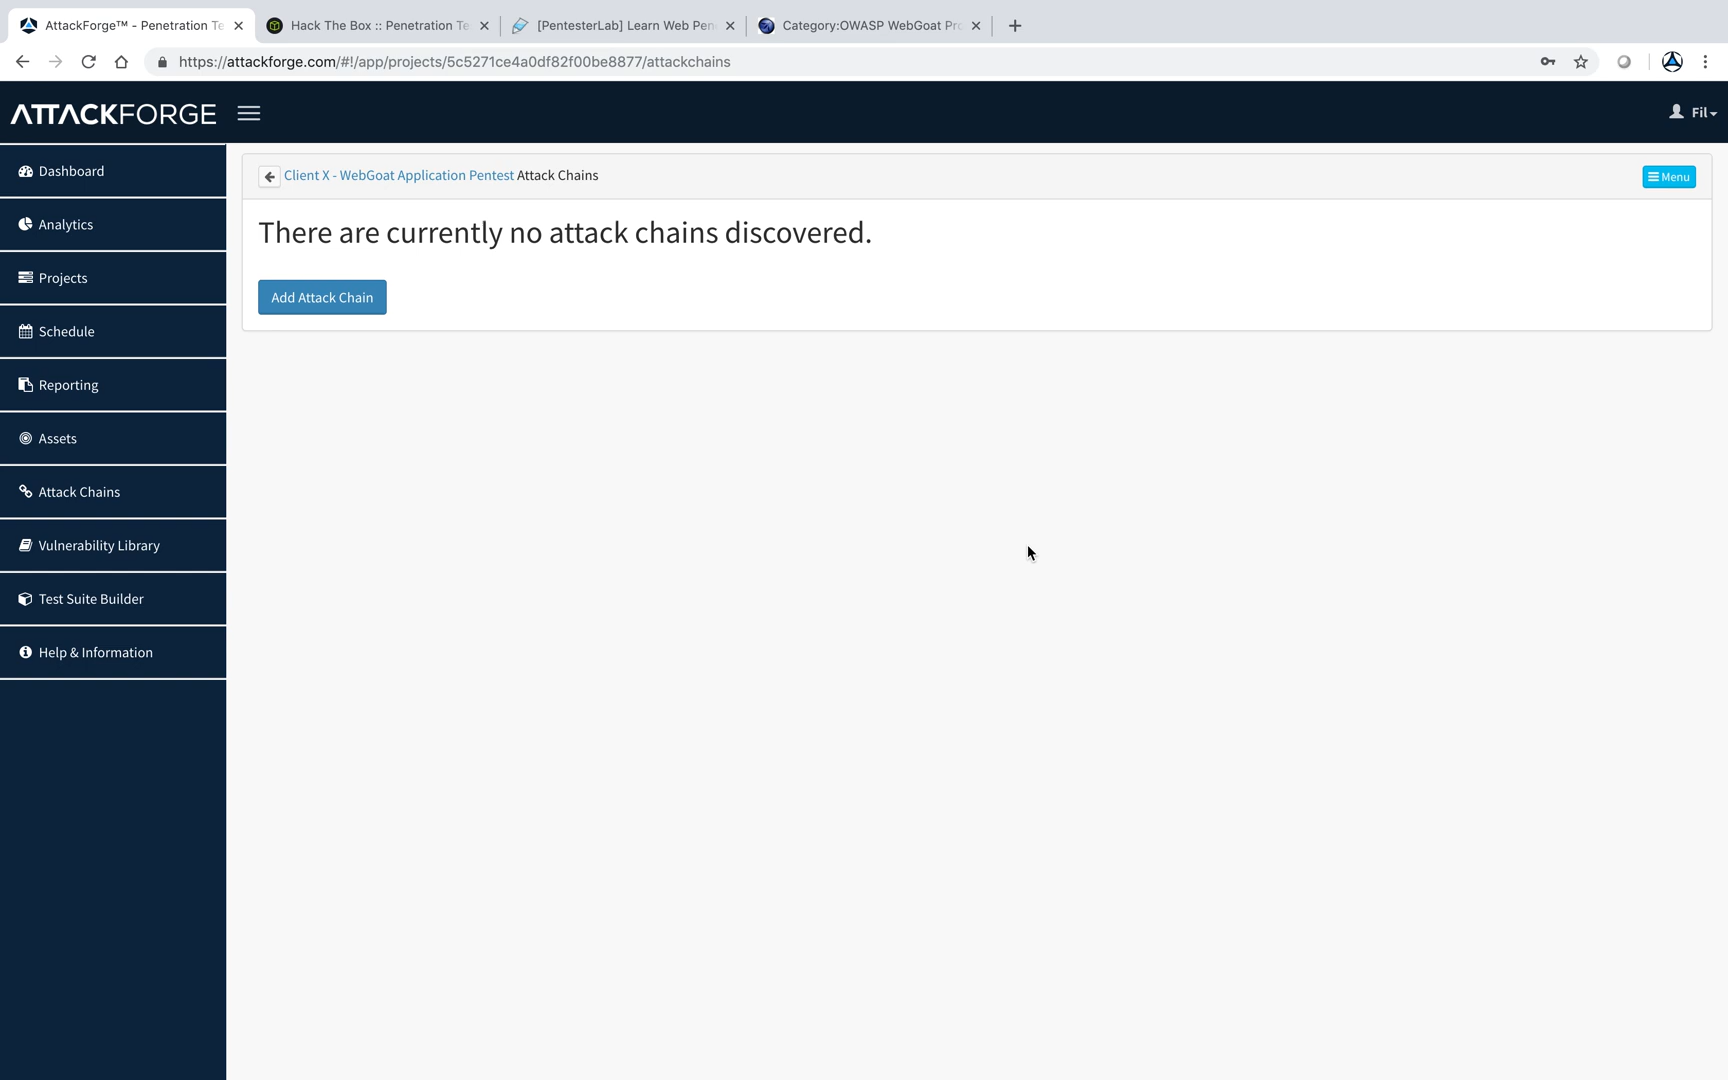 AttackForge™ - Penetration Te
Hack The Box :: Penetration Te
[PentesterLab] Learn Web Pen
Category:OWASP WebGoat Pro
https://attackforge.com/#!/app/projects/5c5271ce4a0df82f00be8877/attackchains
ATTACKFORGE
Fil
Dashboard
Analytics
Projects
Schedule
Reporting
Assets
Attack Chains
Vulnerability Library
Test Suite Builder
Help & Information
Client X - WebGoat Application Pentest Attack Chains
Menu
There are currently no attack chains discovered.
Add Attack Chain